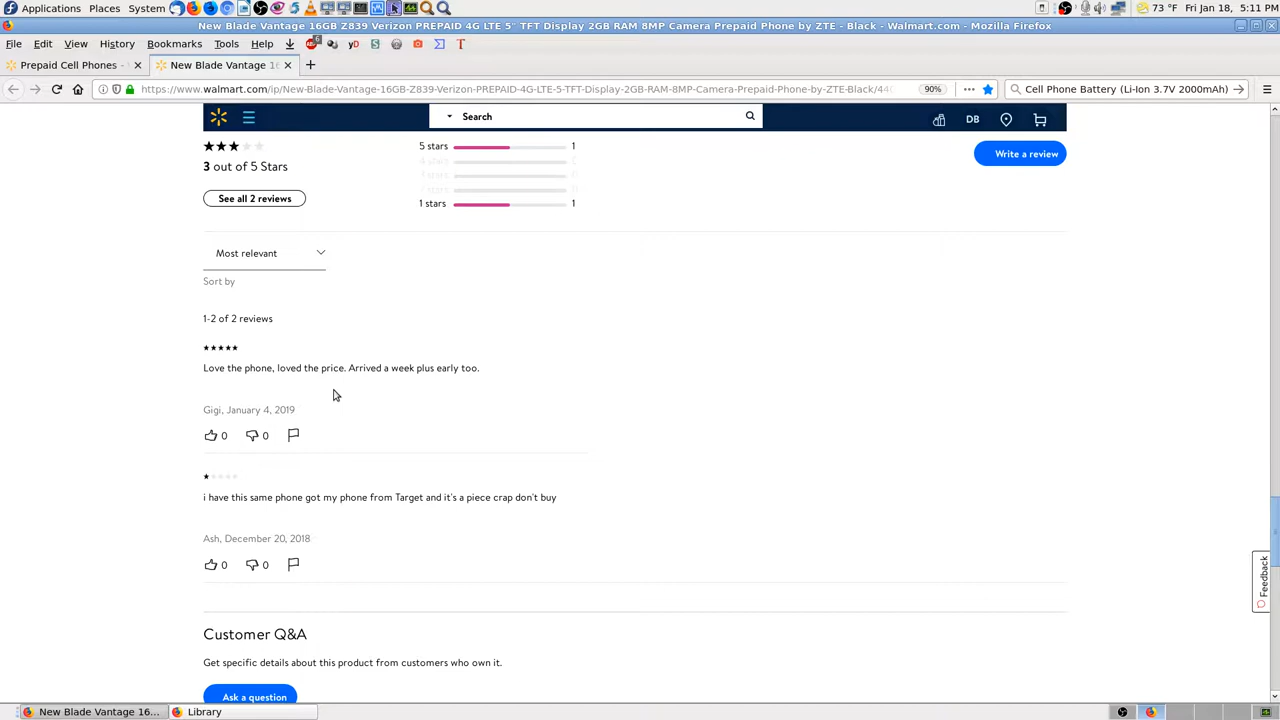 Applications Places System 73 °F Fri Jan 18, 5:11 PM
New Blade Vantage 16GB Z839 Verizon PREPAID 4G LTE 5" TFT Display 2GB RAM 8MP Camera Prepaid Phone by ZTE - Black - Walmart.com - Mozilla Firefox
File Edit View History Bookmarks Tools Help 6 yD S T
Prepaid Cell Phones - New Blade Vantage 16
https://www.walmart.com/ip/New-Blade-Vantage-16GB-Z839-Verizon-PREPAID-4G-LTE-5-TFT-Display-2GB-RAM-8MP-Camera-Prepaid-Phone-by-ZTE-Black/44 90% Cell Phone Battery (Li-Ion 3.7V 2000mAh)
Search DB
5 stars 1
Write a review
3 out of 5 Stars
See all 2 reviews
1 stars 1
Most relevant
Sort by
1-2 of 2 reviews
Love the phone, loved the price. Arrived a week plus early too.
Gigi, January 4, 2019
0 0
i have this same phone got my phone from Target and it's a piece crap don't buy
Ash, December 20, 2018
0 0
Feedback
Customer Q&A
Get specific details about this product from customers who own it.
Ask a question
New Blade Vantage 16... Library